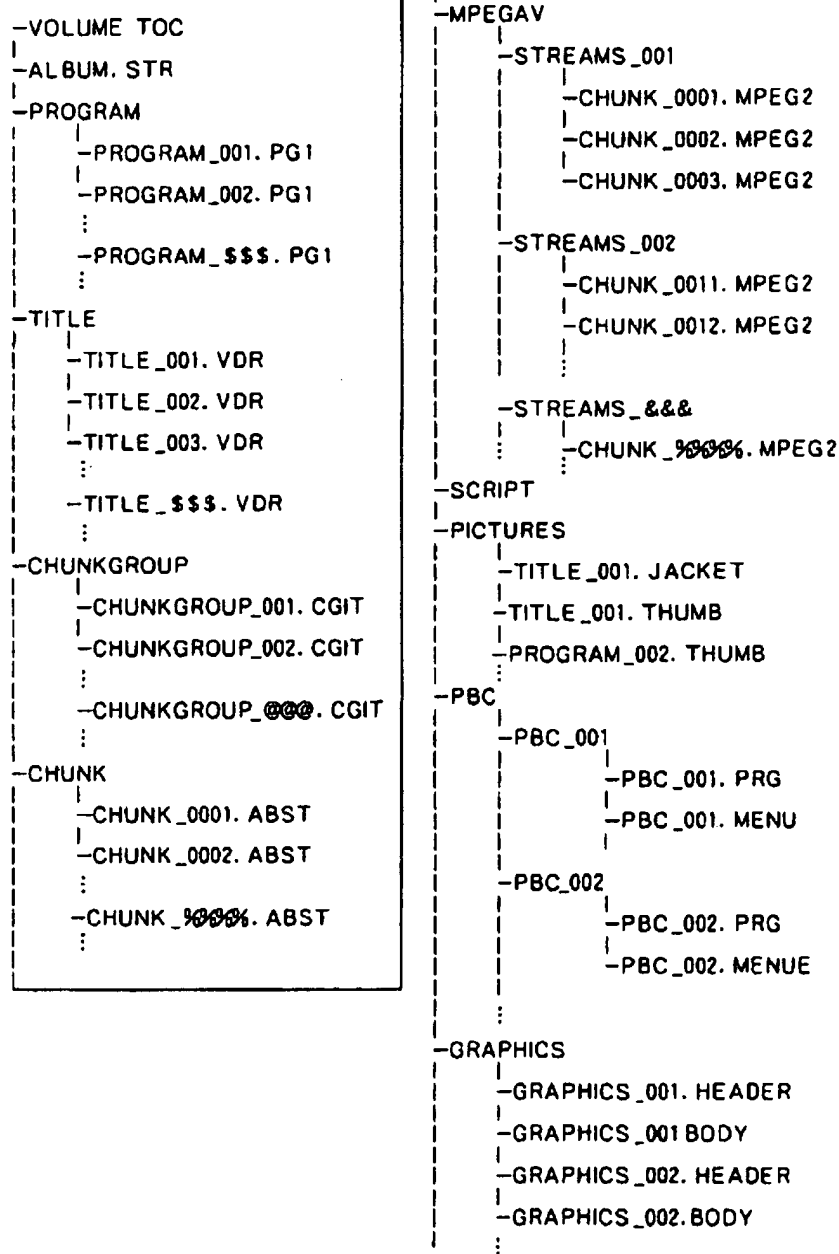 -VOLUME TOC
-ALBUM. STR
-PROGRAM
-PROGRAM_001. PG1
-PROGRAM_002. PG1
-PROGRAM_$$$. PG1
-TITLE
-TITLE_001. VDR
-TITLE_002. VDR
-TITLE_003. VDR
-TITLE_$$$. VDR
-CHUNKGROUP
-CHUNKGROUP_001. CGIT
-CHUNKGROUP_002. CGIT
-CHUNKGROUP_@@@. CGIT
-CHUNK
-CHUNK_0001. ABST
-CHUNK_0002. ABST
-CHUNK_%%%%. ABST
-MPEGAV
-STREAMS_001
-CHUNK_0001. MPEG2
-CHUNK_0002. MPEG2
-CHUNK_0003. MPEG2
-STREAMS_002
-CHUNK_0011. MPEG2
-CHUNK_0012. MPEG2
-STREAMS_&&&
-CHUNK_%%%%. MPEG2
-SCRIPT
-PICTURES
-TITLE_001. JACKET
-TITLE_001. THUMB
-PROGRAM_002. THUMB
-PBC
-PBC_001
-PBC_001. PRG
-PBC_001. MENU
-PBC_002
-PBC_002. PRG
-PBC_002. MENUE
-GRAPHICS
-GRAPHICS_001. HEADER
-GRAPHICS_001 BODY
-GRAPHICS_002. HEADER
-GRAPHICS_002. BODY